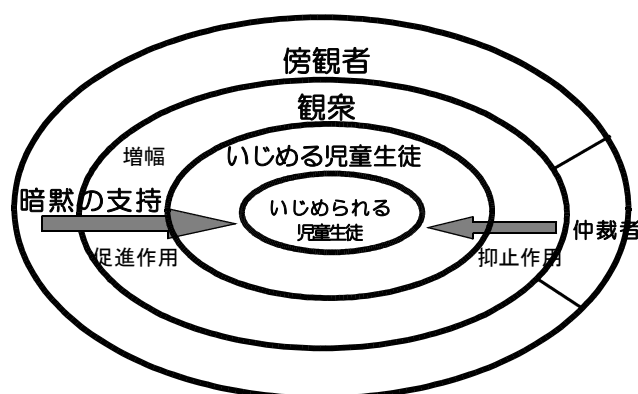 傍観者
観衆
増幅
いじめる児童生徒
暗黙の支持
いじめられる
児童生徒
仲裁者
促進作用
抑止作用